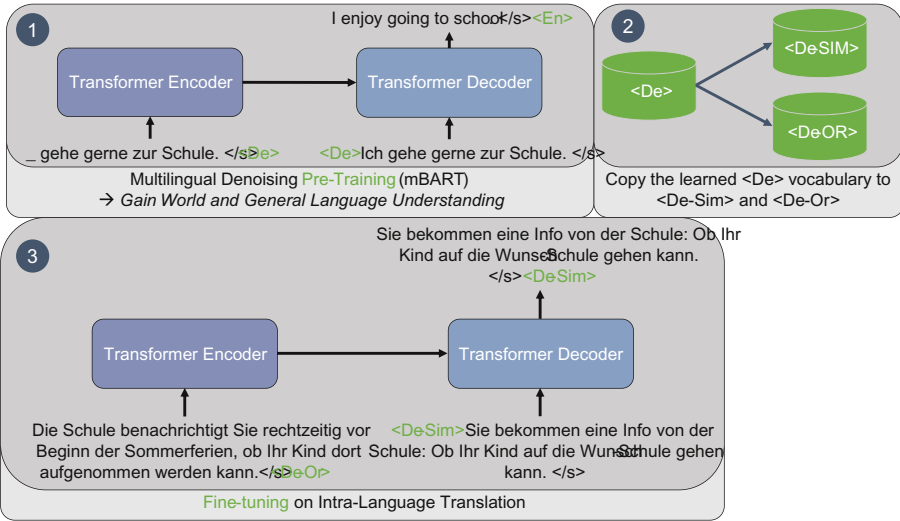 1
I enjoy going to school. </s><En>
Transformer Encoder
Transformer Decoder
_ gehe gerne zur Schule. </s><De>
<De>Ich gehe gerne zur Schule. </s>
Multilingual Denoising Pre-Training (mBART)
→ Gain World and General Language Understanding
2
<De>
<De-SIM>
<De-OR>
Copy the learned <De> vocabulary to
<De-Sim> and <De-Or>
3
Sie bekommen eine Info von der Schule: Ob Ihr
Kind auf die Wunsch-Schule gehen kann.
</s><De-Sim>
Transformer Encoder
Transformer Decoder
Die Schule benachrichtigt Sie rechtzeitig vor
Beginn der Sommerferien, ob Ihr Kind dort
aufgenommen werden kann.</s><De-Or>
<De-Sim>Sie bekommen eine Info von der
Schule: Ob Ihr Kind auf die Wunsch-Schule gehen
kann. </s>
Fine-tuning on Intra-Language Translation